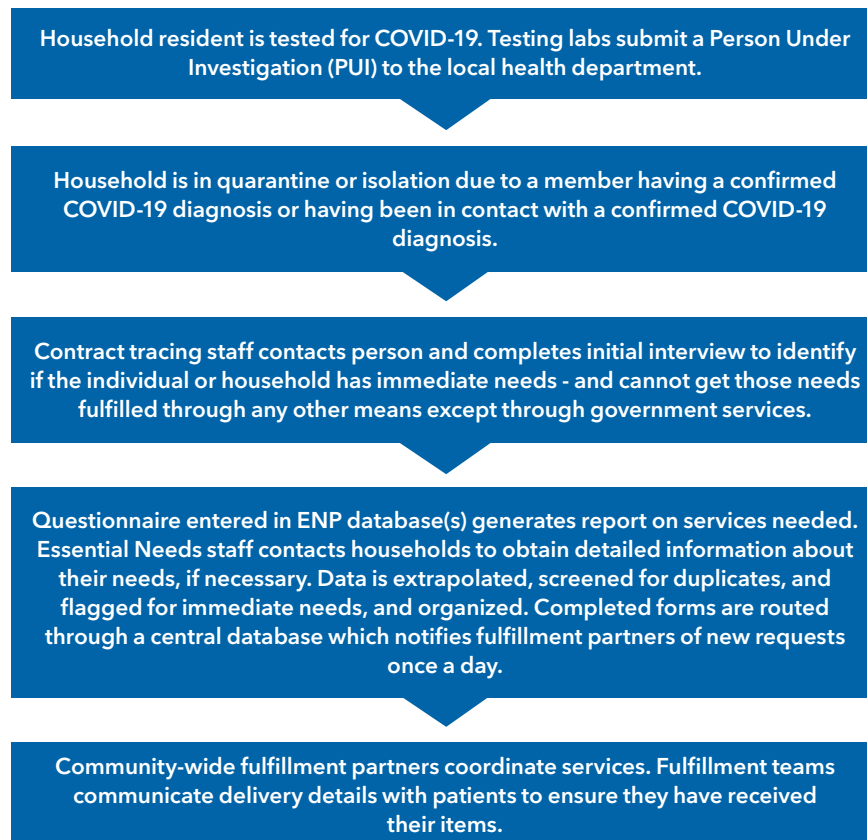 Household resident is tested for COVID-19. Testing labs submit a Person Under
Investigation (PUI) to the local health department.
Household is in quarantine or isolation due to a member having a confirmed
COVID-19 diagnosis or having been in contact with a confirmed COVID-19
diagnosis.
Contract tracing staff contacts person and completes initial interview to identify
if the individual or household has immediate needs - and cannot get those needs
fulfilled through any other means except through government services.
Questionnaire entered in ENP database(s) generates report on services needed.
Essential Needs staff contacts households to obtain detailed information about
their needs, if necessary. Data is extrapolated, screened for duplicates, and
flagged for immediate needs, and organized. Completed forms are routed
through a central database which notifies fulfillment partners of new requests
once a day.
Community-wide fulfillment partners coordinate services. Fulfillment teams
communicate delivery details with patients to ensure they have received
their items.